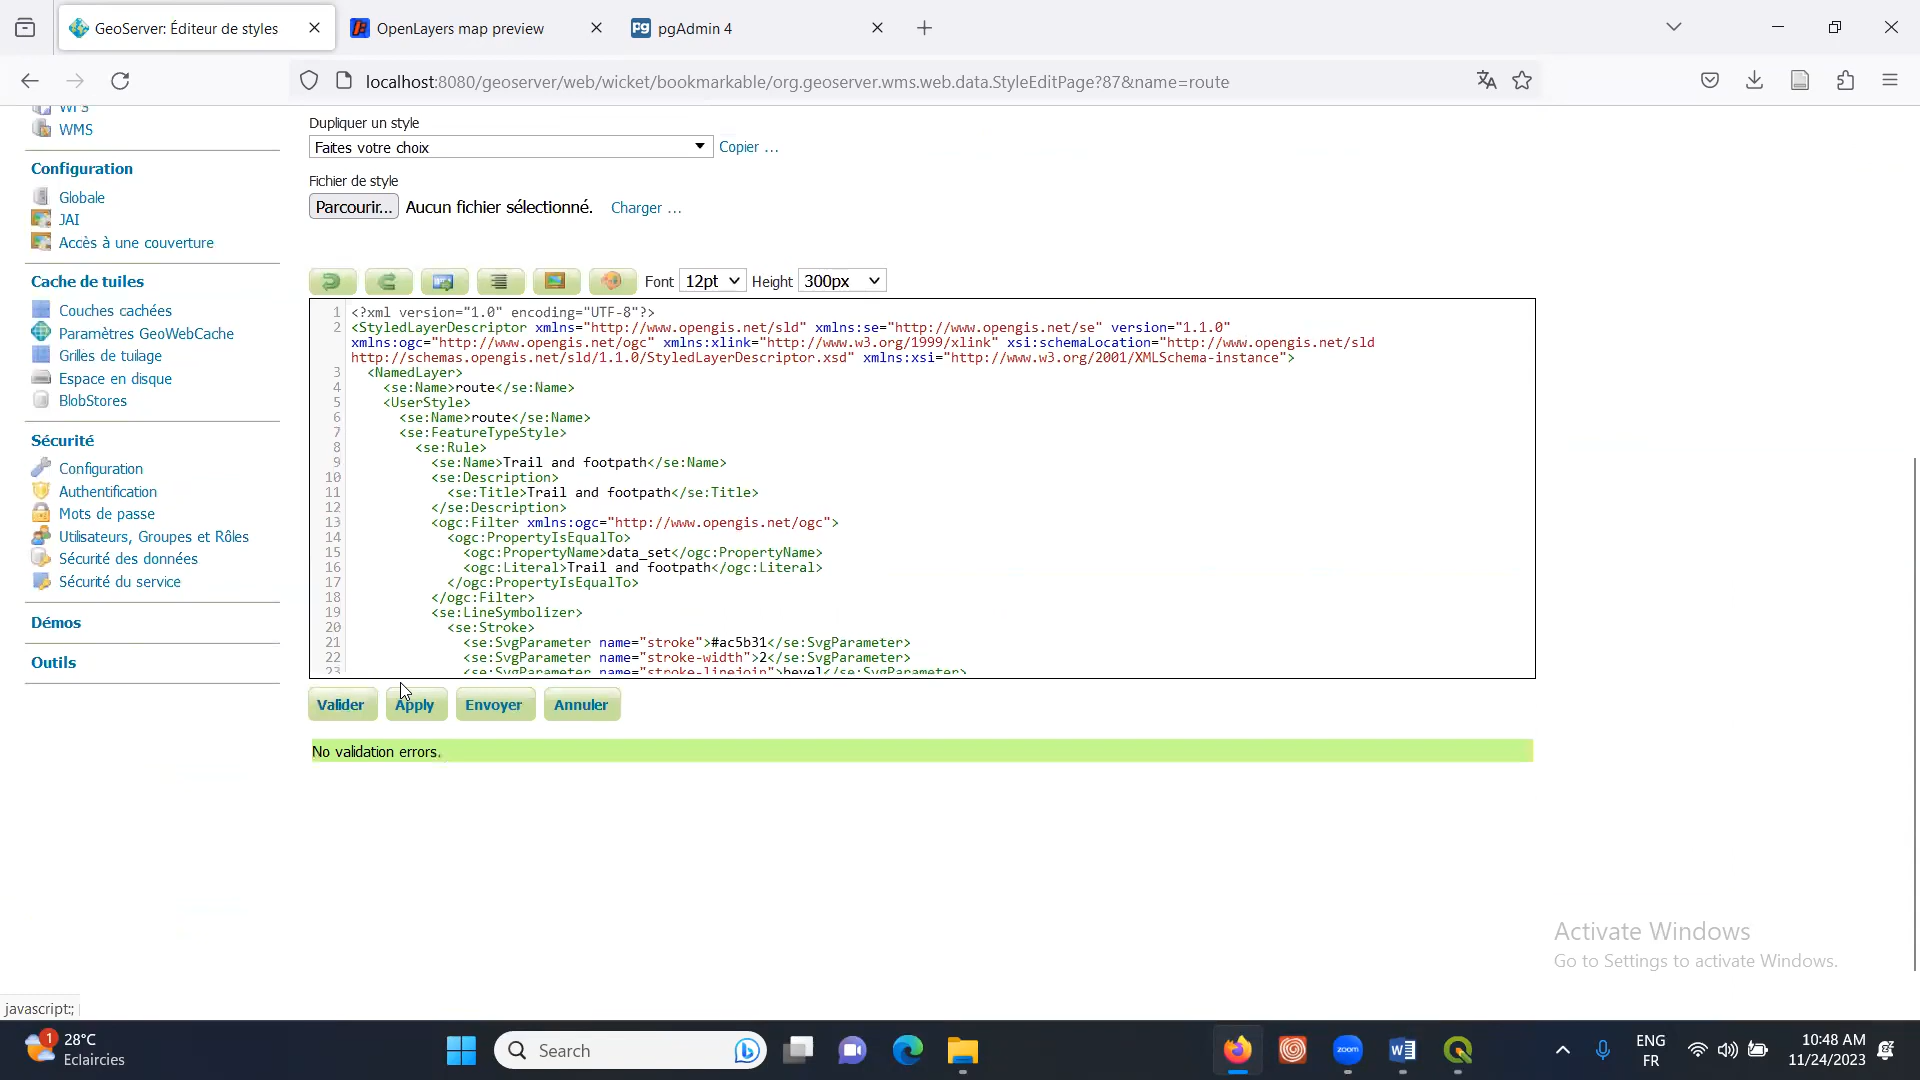 GeoServer: Éditeur de styles
OpenLayers map preview
pgAdmin 4
localhost:8080/geoserver/web/wicket/bookmarkable/org.geoserver.wms.web.data.StyleEditPage?87&name=route
WFS
WMS
Configuration
Globale
JAI
Accès à une couverture
Cache de tuiles
Couches cachées
Paramètres GeoWebCache
Grilles de tuilage
Espace en disque
BlobStores
Sécurité
Configuration
Authentification
Mots de passe
Utilisateurs, Groupes et Rôles
Sécurité des données
Sécurité du service
Démos
Outils
Dupliquer un style
Faites votre choix Copier ...
Fichier de style
Parcourir... Aucun fichier sélectionné. Charger ...
Font 12pt Height 300px
1 <?xml version="1.0" encoding="UTF-8"?>
2 <StyledLayerDescriptor xmlns="http://www.opengis.net/sld" xmlns:se="http://www.opengis.net/se" version="1.1.0"
xmlns:ogc="http://www.opengis.net/ogc" xmlns:xlink="http://www.w3.org/1999/xlink" xsi:schemaLocation="http://www.opengis.net/sld
http://schemas.opengis.net/sld/1.1.0/StyledLayerDescriptor.xsd" xmlns:xsi="http://www.w3.org/2001/XMLSchema-instance">
3 <NamedLayer>
4 <se:Name>route</se:Name>
5 <UserStyle>
6 <se:Name>route</se:Name>
7 <se:FeatureTypeStyle>
8 <se:Rule>
9 <se:Name>Trail and footpath</se:Name>
10 <se:Description>
11 <se:Title>Trail and footpath</se:Title>
12 </se:Description>
13 <ogc:Filter xmlns:ogc="http://www.opengis.net/ogc">
14 <ogc:PropertyIsEqualTo>
15 <ogc:PropertyName>data_set</ogc:PropertyName>
16 <ogc:Literal>Trail and footpath</ogc:Literal>
17 </ogc:PropertyIsEqualTo>
18 </ogc:Filter>
19 <se:LineSymbolizer>
20 <se:Stroke>
21 <se:SvgParameter name="stroke">#ac5b31</se:SvgParameter>
22 <se:SvgParameter name="stroke-width">2</se:SvgParameter>
23 <se:SvgParameter name="stroke-linejoin">bevel</se:SvgParameter>
Valider Apply Envoyer Annuler
No validation errors.
Activate Windows
Go to Settings to activate Windows.
javascript:;
1
28°C
Eclaircies
Search
zoom
ENG
FR
10:48 AM
11/24/2023